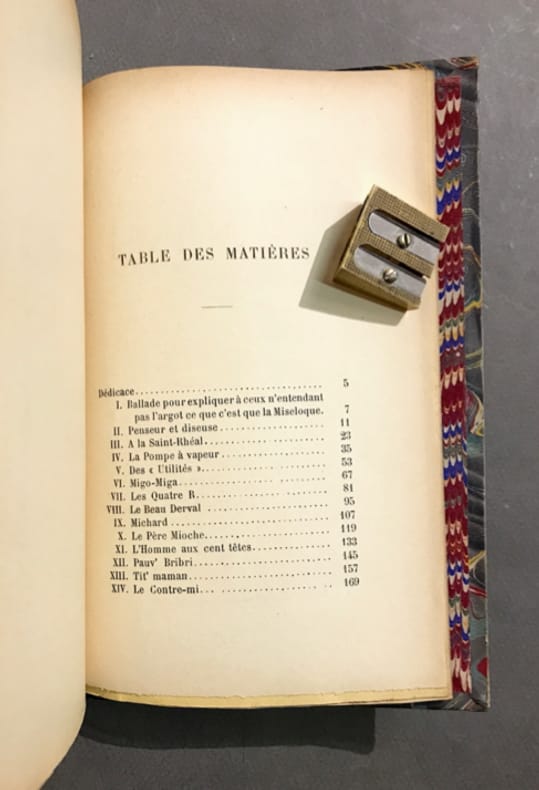 TABLE DES MATIÈRES
Dédicace 5
I. Ballade pour expliquer à ceux n'entendant
pas l'argot ce que c'est que la Miseloque. 7
II. Penseur et diseuse 11
III. A la Saint-Rhéal 23
IV. La Pompe à vapeur 35
V. Des « Utilités » 53
VI. Migo-Miga 67
VII. Les Quatre R. 81
VIII. Le Beau Derval 95
IX. Michard 107
X. Le Père Mioche 119
XI. L'Homme aux cent têtes 133
XII. Pauv' Bribri 145
XIII. Tit' maman 157
XIV. Le Contre-mi 169